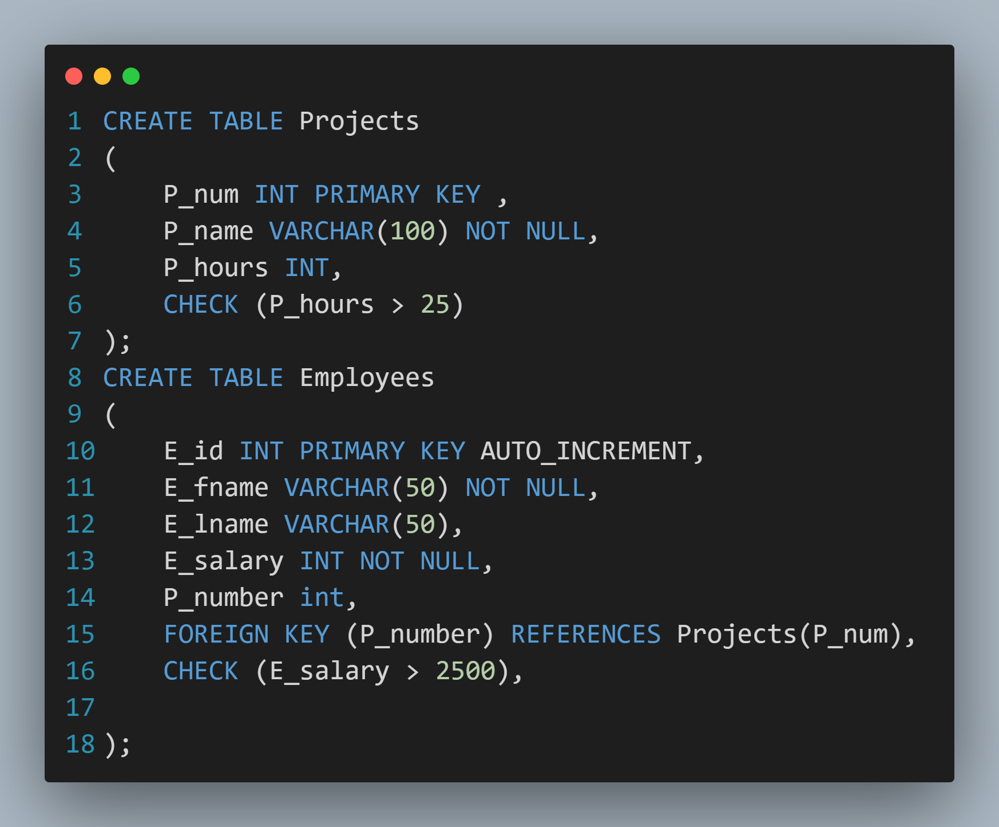 1 CREATE TABLE Projects
2 (
3     P_num INT PRIMARY KEY ,
4     P_name VARCHAR(100) NOT NULL,
5     P_hours INT,
6     CHECK (P_hours > 25)
7 );
8 CREATE TABLE Employees
9 (
10     E_id INT PRIMARY KEY AUTO_INCREMENT,
11     E_fname VARCHAR(50) NOT NULL,
12     E_lname VARCHAR(50),
13     E_salary INT NOT NULL,
14     P_number int,
15     FOREIGN KEY (P_number) REFERENCES Projects(P_num),
16     CHECK (E_salary > 2500),
17
18 );